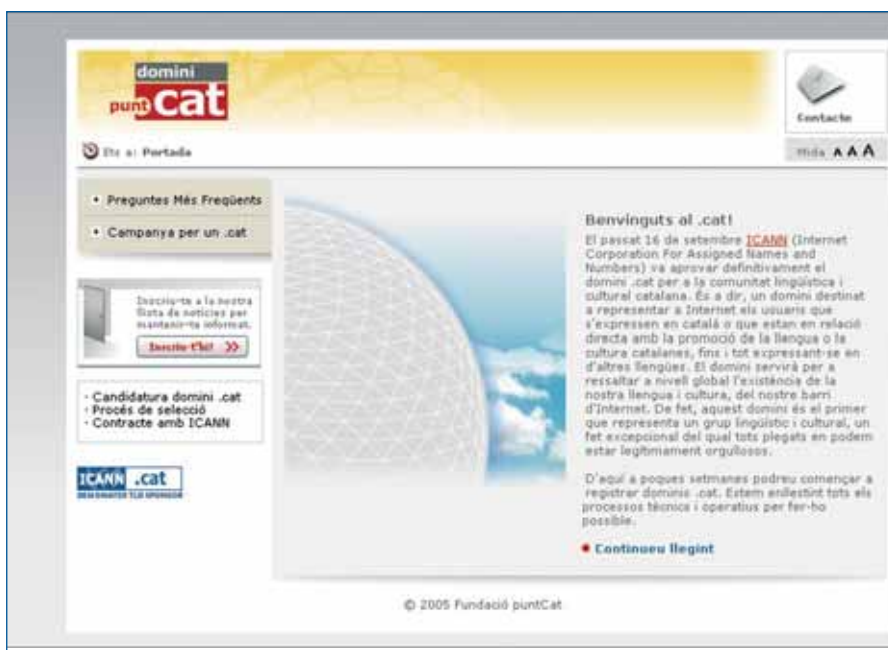 domini
punt cat
Contacte
Ets a: Portada
Mida A A A
Preguntes Més Freqüents
Campanya per un .cat
Inscriu-te a la nostra
llista de notícies per
mantenir-te informat.
Inscriu-t'hi!
· Candidatura domini .cat
· Procés de selecció
· Contracte amb ICANN
ICANN .cat
DESIGNATED TLD SPONSOR
Benvinguts al .cat!
El passat 16 de setembre ICANN (Internet
Corporation For Assigned Names and
Numbers) va aprovar definitivament el
domini .cat per a la comunitat lingüística i
cultural catalana. És a dir, un domini destinat
a representar a Internet els usuaris que
s'expressen en català o que estan en relació
directa amb la promoció de la llengua o la
cultura catalanes, fins i tot expressant-se en
d'altres llengües. El domini servirà per a
ressaltar a nivell global l'existència de la
nostra llengua i cultura, del nostre barri
d'Internet. De fet, aquest domini és el primer
que representa un grup lingüístic i cultural, un
fet excepcional del qual tots plegats en podem
estar legítimament orgullosos.
D'aquí a poques setmanes podreu començar a
registrar dominis .cat. Estem enllestint tots els
processos tècnics i operatius per fer-ho
possible.
Continueu llegint
© 2005 Fundació puntCat